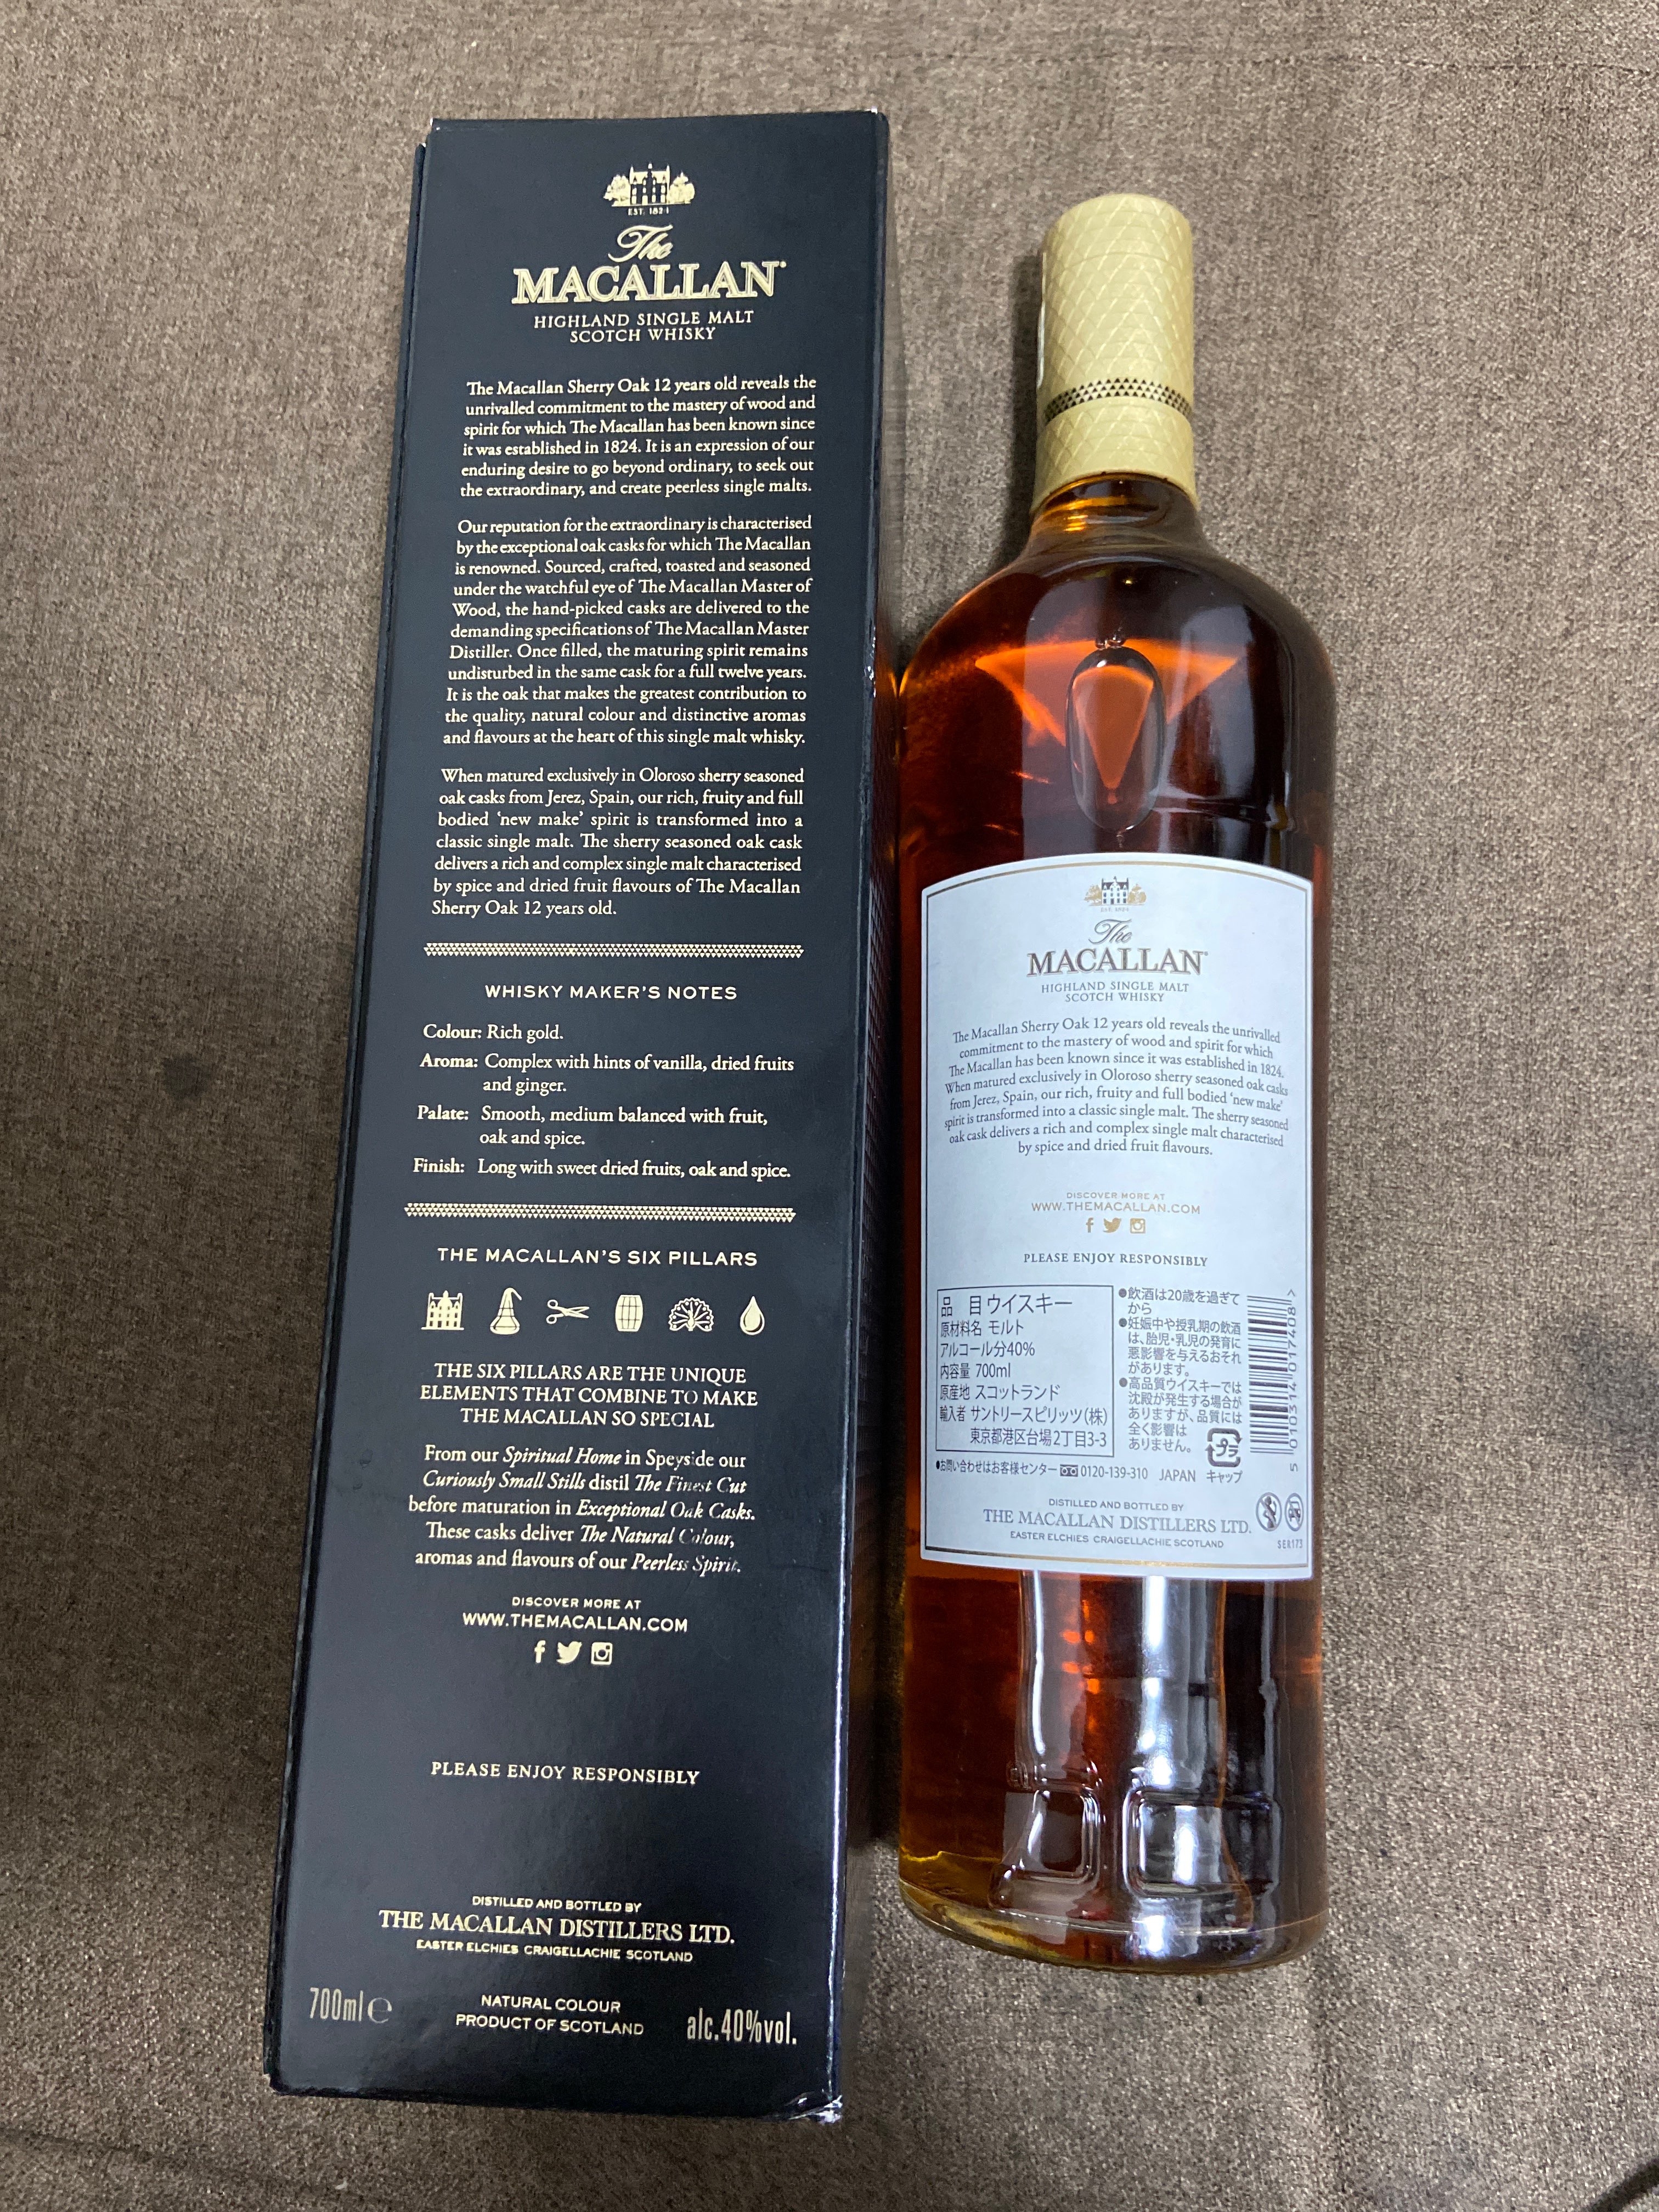 EST. 1824
The
MACALLAN
HIGHLAND SINGLE MALT
SCOTCH WHISKY
The Macallan Sherry Oak 12 years old reveals the
unrivalled commitment to the mastery of wood and
spirit for which The Macallan has been known since
it was established in 1824. It is an expression of our
enduring desire to go beyond ordinary, to seek out
the extraordinary, and create peerless single malts.
Our reputation for the extraordinary is characterised
by the exceptional oak casks for which The Macallan
is renowned. Sourced, crafted, toasted and seasoned
under the watchful eye of The Macallan Master of
Wood, the hand-picked casks are delivered to the
demanding specifications of The Macallan Master
Distiller. Once filled, the maturing spirit remains
undisturbed in the same cask for a full twelve years.
It is the oak that makes the greatest contribution to
the quality, natural colour and distinctive aromas
and flavours at the heart of this single malt whisky.
When matured exclusively in Oloroso sherry seasoned
oak casks from Jerez, Spain, our rich, fruity and full
bodied ‘new make’ spirit is transformed into a
classic single malt. The sherry seasoned oak cask
delivers a rich and complex single malt characterised
by spice and dried fruit flavours of The Macallan
Sherry Oak 12 years old.
WHISKY MAKER'S NOTES
Colour: Rich gold.
Aroma: Complex with hints of vanilla, dried fruits
and ginger.
Palate: Smooth, medium balanced with fruit,
oak and spice.
Finish: Long with sweet dried fruits, oak and spice.
THE MACALLAN'S SIX PILLARS
THE SIX PILLARS ARE THE UNIQUE
ELEMENTS THAT COMBINE TO MAKE
THE MACALLAN SO SPECIAL
From our Spiritual Home in Speyside our
Curiously Small Stills distil The Finest Cut
before maturation in Exceptional Oak Casks.
These casks deliver The Natural Colour,
aromas and flavours of our Peerless Spirit.
DISCOVER MORE AT
WWW.THEMACALLAN.COM
PLEASE ENJOY RESPONSIBLY
DISTILLED AND BOTTLED BY
THE MACALLAN DISTILLERS LTD.
EASTER ELCHIES CRAIGELLACHIE SCOTLAND
700ml ℮
NATURAL COLOUR
PRODUCT OF SCOTLAND
alc.40%vol.
EST. 1824
The
MACALLAN
HIGHLAND SINGLE MALT
SCOTCH WHISKY
The Macallan Sherry Oak 12 years old reveals the unrivalled
commitment to the mastery of wood and spirit for which
The Macallan has been known since it was established in 1824.
When matured exclusively in Oloroso sherry seasoned oak casks
from Jerez, Spain, our rich, fruity and full bodied ‘new make’
spirit is transformed into a classic single malt. The sherry seasoned
oak cask delivers a rich and complex single malt characterised
by spice and dried fruit flavours.
DISCOVER MORE AT
WWW.THEMACALLAN.COM
PLEASE ENJOY RESPONSIBLY
品 目 ウイスキー
原材料名 モルト
アルコール分40%
内容量 700ml
原産地 スコットランド
輸入者 サントリースピリッツ(株)
東京都港区台場2丁目3-3
●飲酒は20歳を過ぎて
から
●妊娠中や授乳期の飲酒
は、胎児・乳児の発育に
悪影響を与えるおそれ
があります。
●高品質ウイスキーでは
沈殿が発生する場合が
ありますが、品質には
全く影響は
ありません。
プラ
キャップ
5 010314 017408 >
●お問い合わせはお客様センター 0120-139-310 JAPAN
DISTILLED AND BOTTLED BY
THE MACALLAN DISTILLERS LTD.
EASTER ELCHIES CRAIGELLACHIE SCOTLAND
SE8173